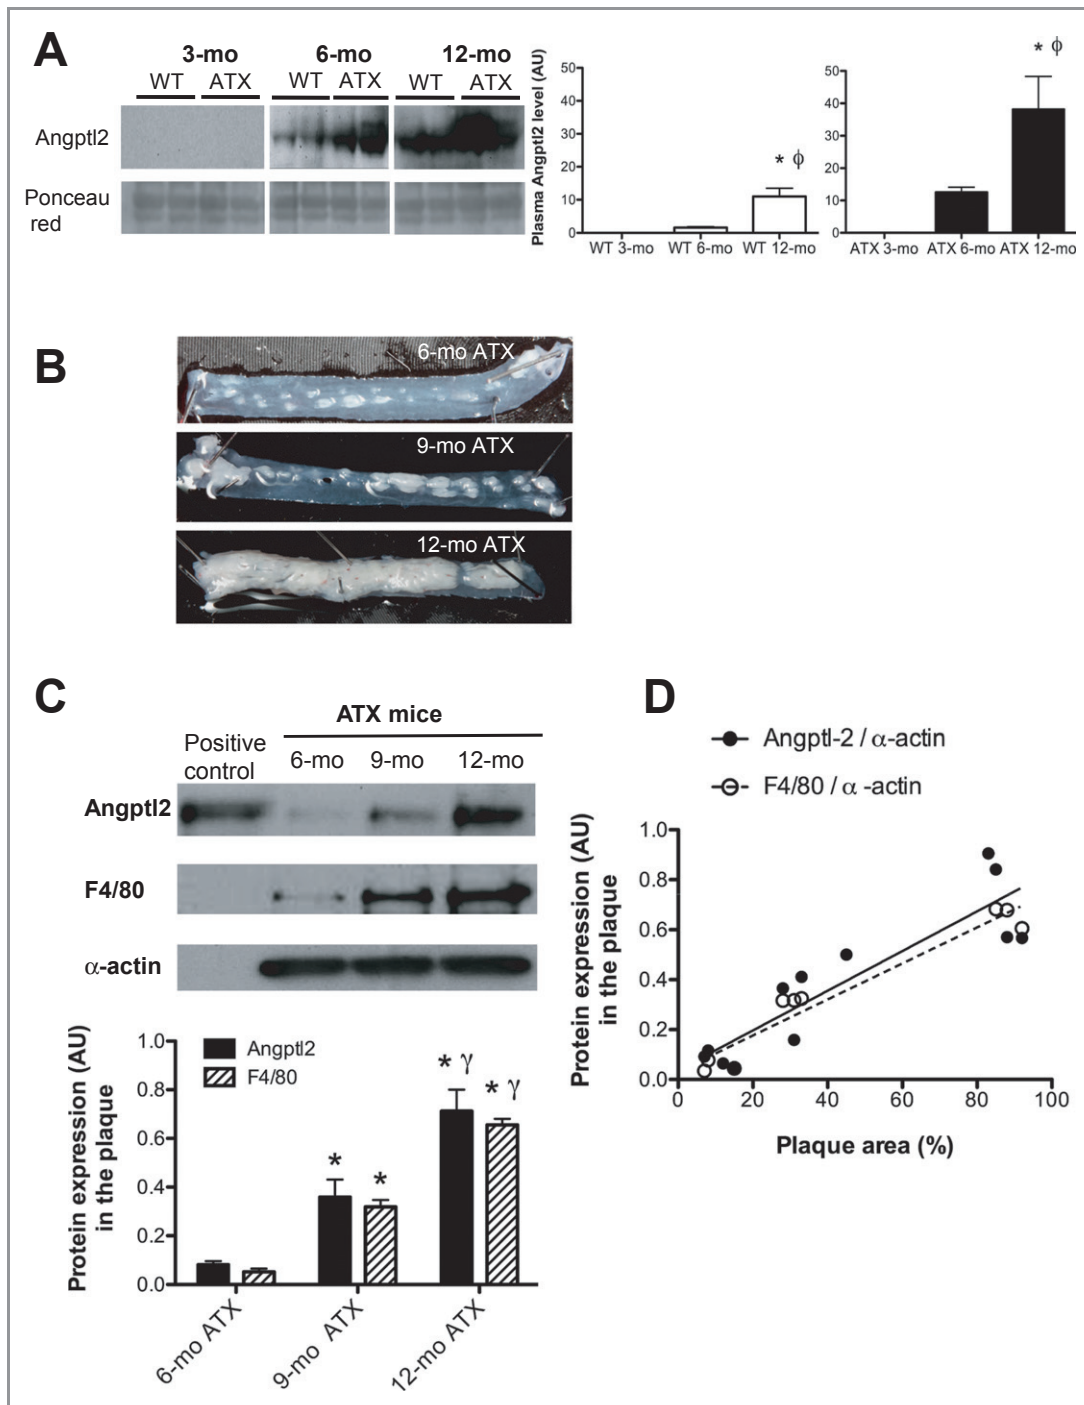 A
3-mo 6-mo 12-mo
WT ATX WT ATX WT ATX
Angptl2
Ponceau
red
Plasma Angptl2 level (AU)
50
40
30
20
10
0
* ϕ
WT 3-mo WT 6-mo WT 12-mo
50
40
30
20
10
0
* ϕ
ATX 3-mo ATX 6-mo ATX 12-mo
B
6-mo ATX
9-mo ATX
12-mo ATX
C
ATX mice
Positive
control
6-mo 9-mo 12-mo
Angptl2
F4/80
α-actin
Protein expression (AU)
in the plaque
1.0
0.8
0.6
0.4
0.2
0.0
Angptl2
F4/80
* *
* γ * γ
6-mo ATX
9-mo ATX
12-mo ATX
D
Angptl-2 / α-actin
F4/80 / α -actin
Protein expression (AU)
in the plaque
1.0
0.8
0.6
0.4
0.2
0.0
0 20 40 60 80 100
Plaque area (%)